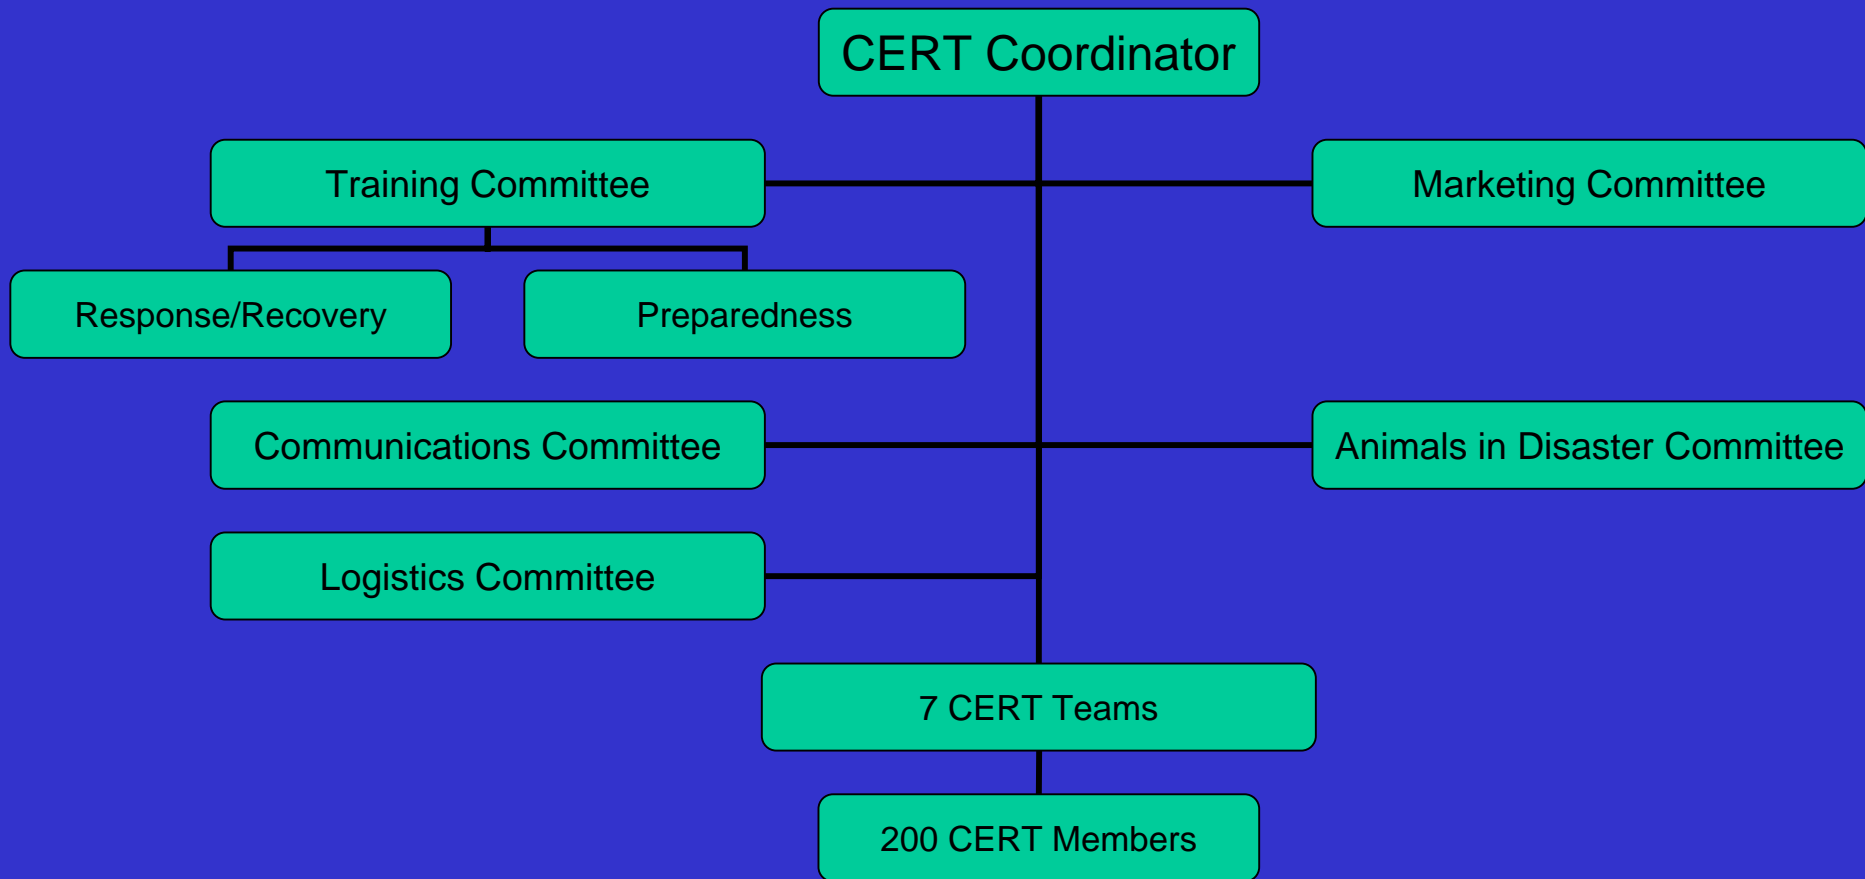 CERT Coordinator
Training Committee
Marketing Committee
Response/Recovery
Preparedness
Communications Committee
Animals in Disaster Committee
Logistics Committee
7 CERT Teams
200 CERT Members